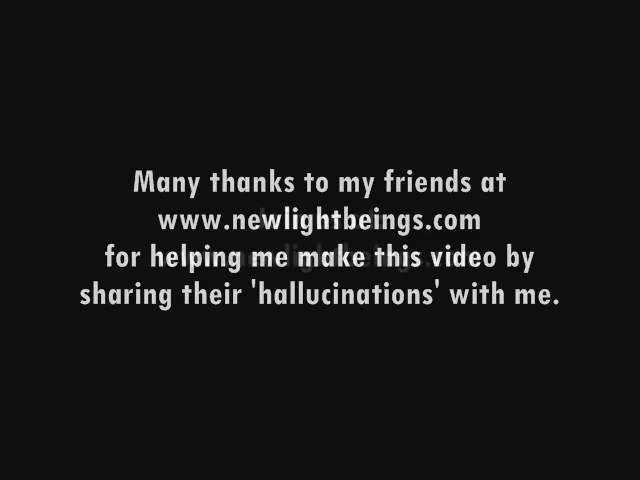 Many thanks to my friends at
www.newlightbeings.com
for helping me make this video by
sharing their 'hallucinations' with me.